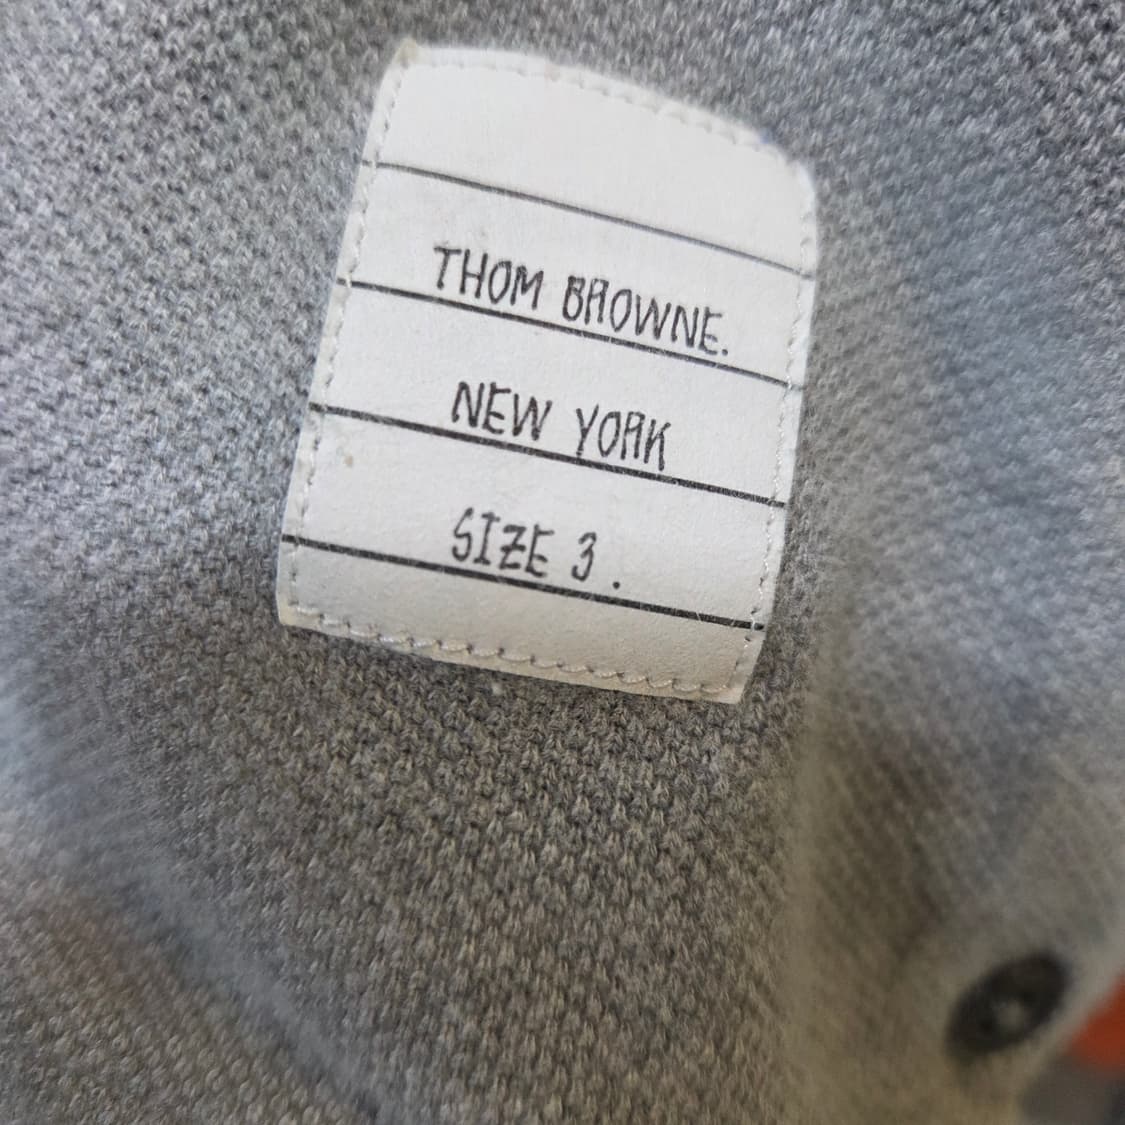 THOM BROWNE.
NEW YORK
SIZE 3.